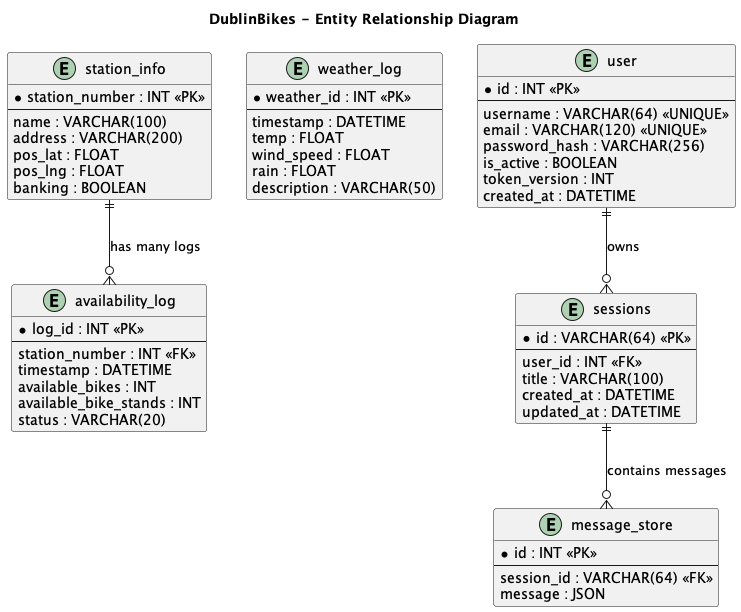 DublinBikes - Entity Relationship Diagram
E station_info
* station_number : INT «PK»
name : VARCHAR(100)
address : VARCHAR(200)
pos_lat : FLOAT
pos_lng : FLOAT
banking : BOOLEAN
E weather_log
* weather_id : INT «PK»
timestamp : DATETIME
temp : FLOAT
wind_speed : FLOAT
rain : FLOAT
description : VARCHAR(50)
E user
* id : INT «PK»
username : VARCHAR(64) «UNIQUE»
email : VARCHAR(120) «UNIQUE»
password_hash : VARCHAR(256)
is_active : BOOLEAN
token_version : INT
created_at : DATETIME
has many logs
owns
E availability_log
* log_id : INT «PK»
station_number : INT «FK»
timestamp : DATETIME
available_bikes : INT
available_bike_stands : INT
status : VARCHAR(20)
E sessions
* id : VARCHAR(64) «PK»
user_id : INT «FK»
title : VARCHAR(100)
created_at : DATETIME
updated_at : DATETIME
contains messages
E message_store
* id : INT «PK»
session_id : VARCHAR(64) «FK»
message : JSON